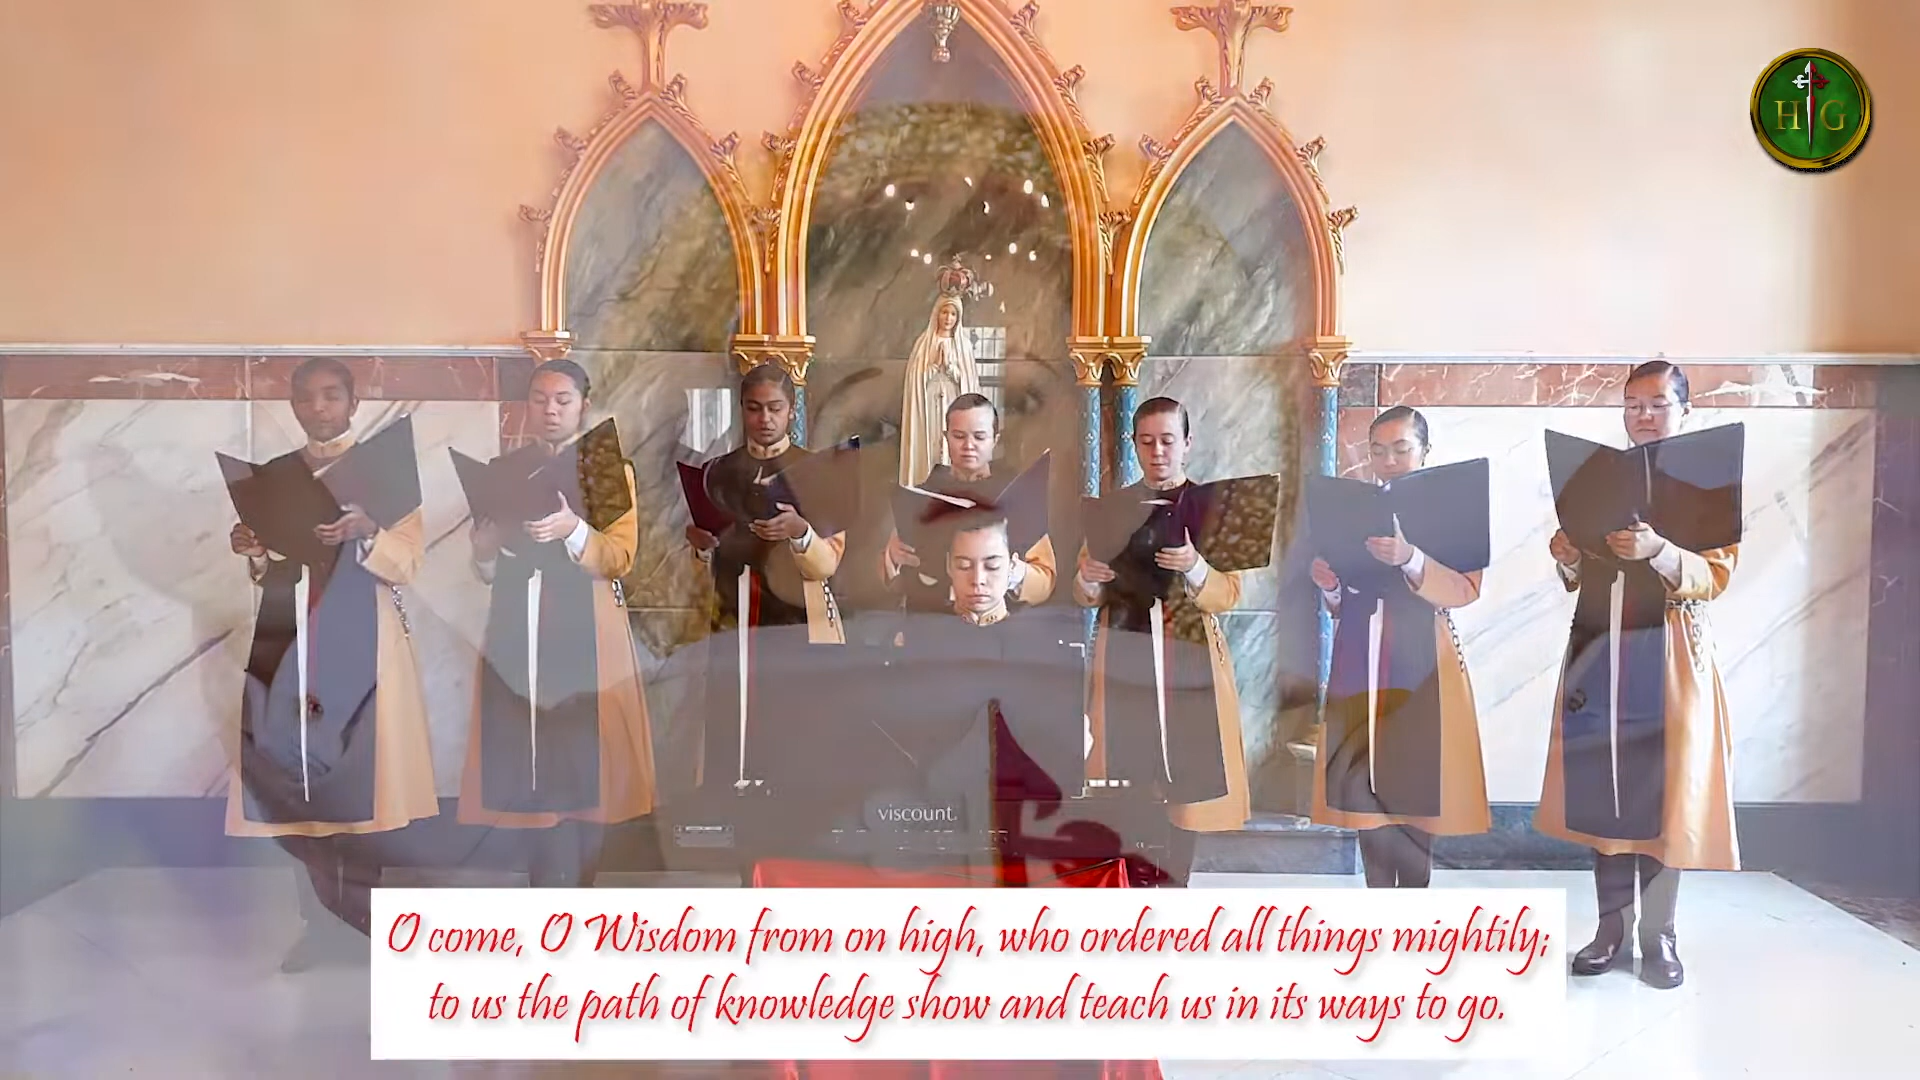 H G
O come, O Wisdom from on high, who ordered all things mightily;
to us the path of knowledge show and teach us in its ways to go.
viscount.